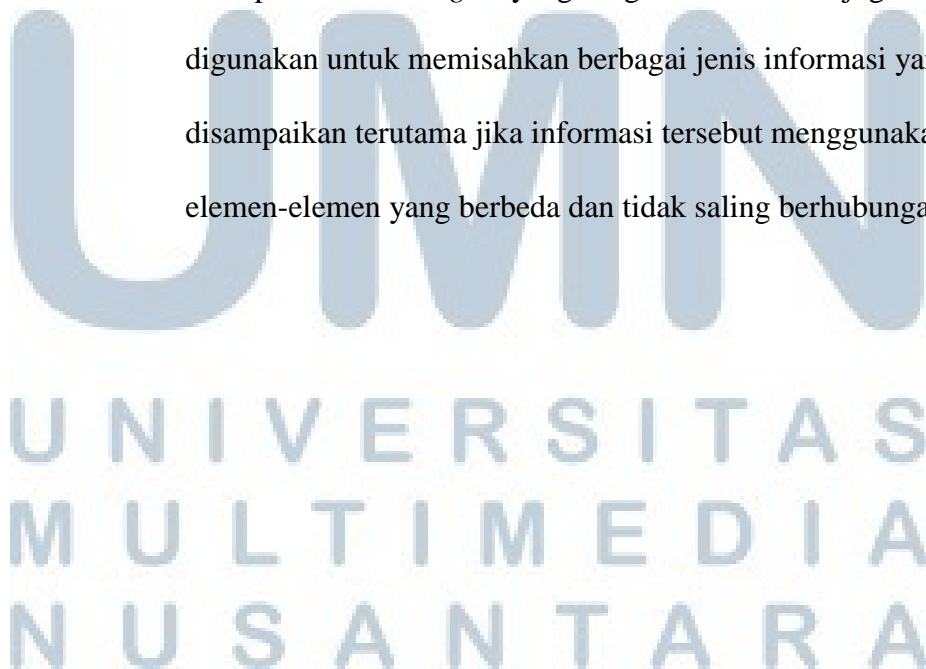 digunakan untuk memisahkan berbagai jenis informasi
disampaikan terutama jika informasi tersebut
elemen-elemen yang berbeda dan tidak saling
UMN
UNIVERSITAS
MULTIMEDIA
NUSANTARA